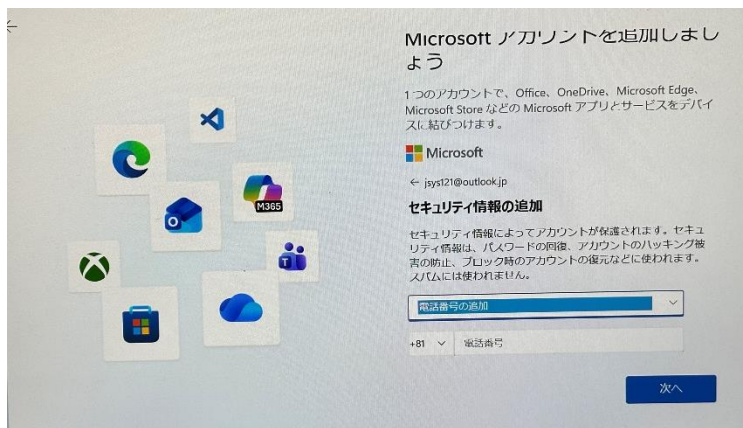 Microsoft アカウントを追加しまし
ょう
1 つのアカウントで、Office、OneDrive、Microsoft Edge、
Microsoft Store などの Microsoft アプリとサービスをデバイ
スに結びつけます。
Microsoft
← jsys121@outlook.jp
セキュリティ情報の追加
セキュリティ情報によってアカウントが保護されます。セキュ
リティ情報は、パスワードの回復、アカウントのハッキング被
害の防止、ブロック時のアカウントの復元などに使われます。
スパムには使われません。
電話番号の追加
+81 電話番号
次へ
M365